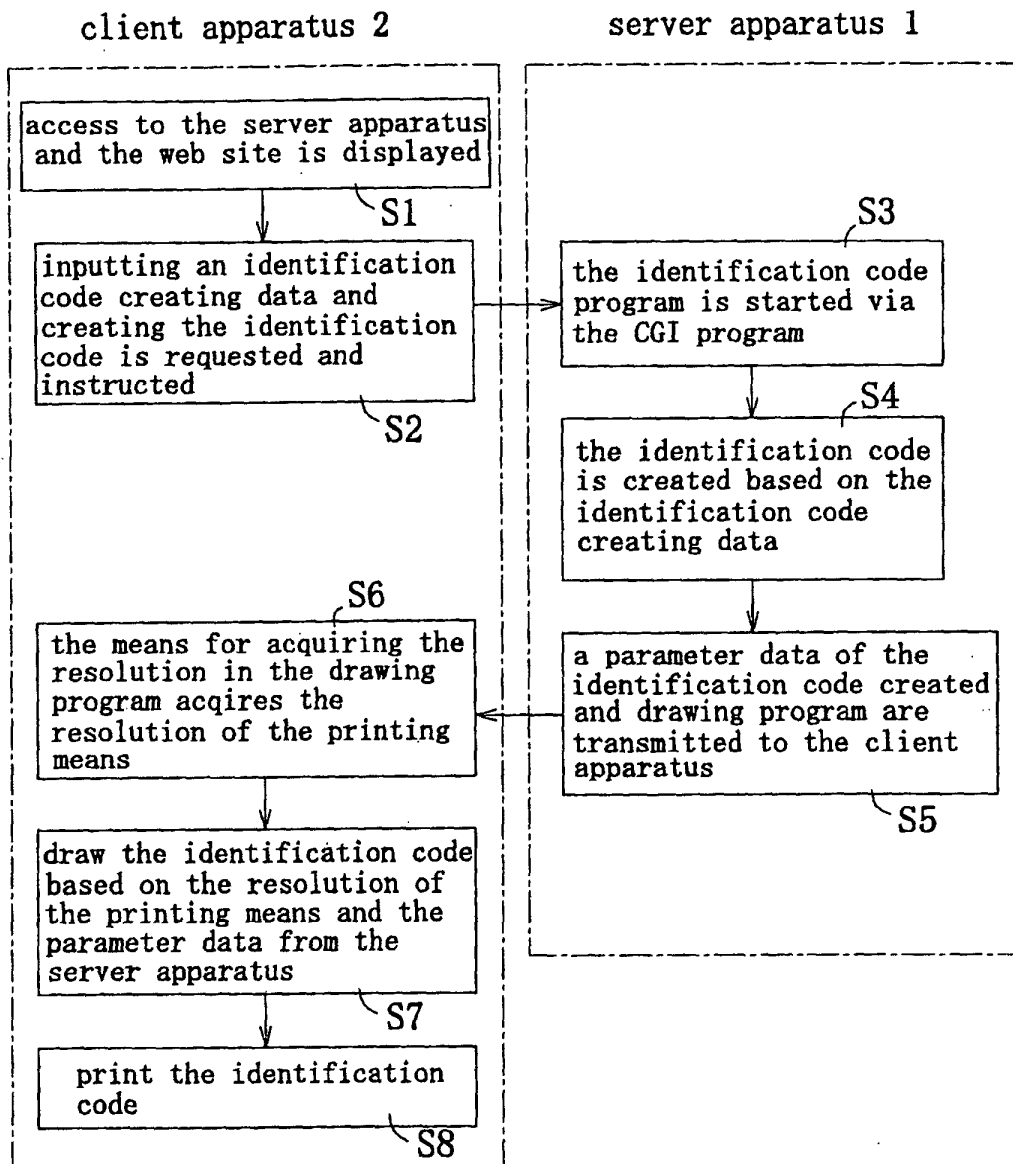 client apparatus 2
server apparatus 1
access to the server apparatus
and the web site is displayed
S1
inputting an identification
code creating data and
creating the identification
code is requested and
instructed
S2
S3
the identification code
program is started via
the CGI program
S4
the identification code
is created based on the
identification code
creating data
a parameter data of the
identification code created
and drawing program are
transmitted to the client
apparatus
S5
S6
the means for acquiring the
resolution in the drawing
program acqires the
resolution of the printing
means
draw the identification code
based on the resolution of
the printing means and the
parameter data from the
server apparatus
S7
print the identification
code
S8